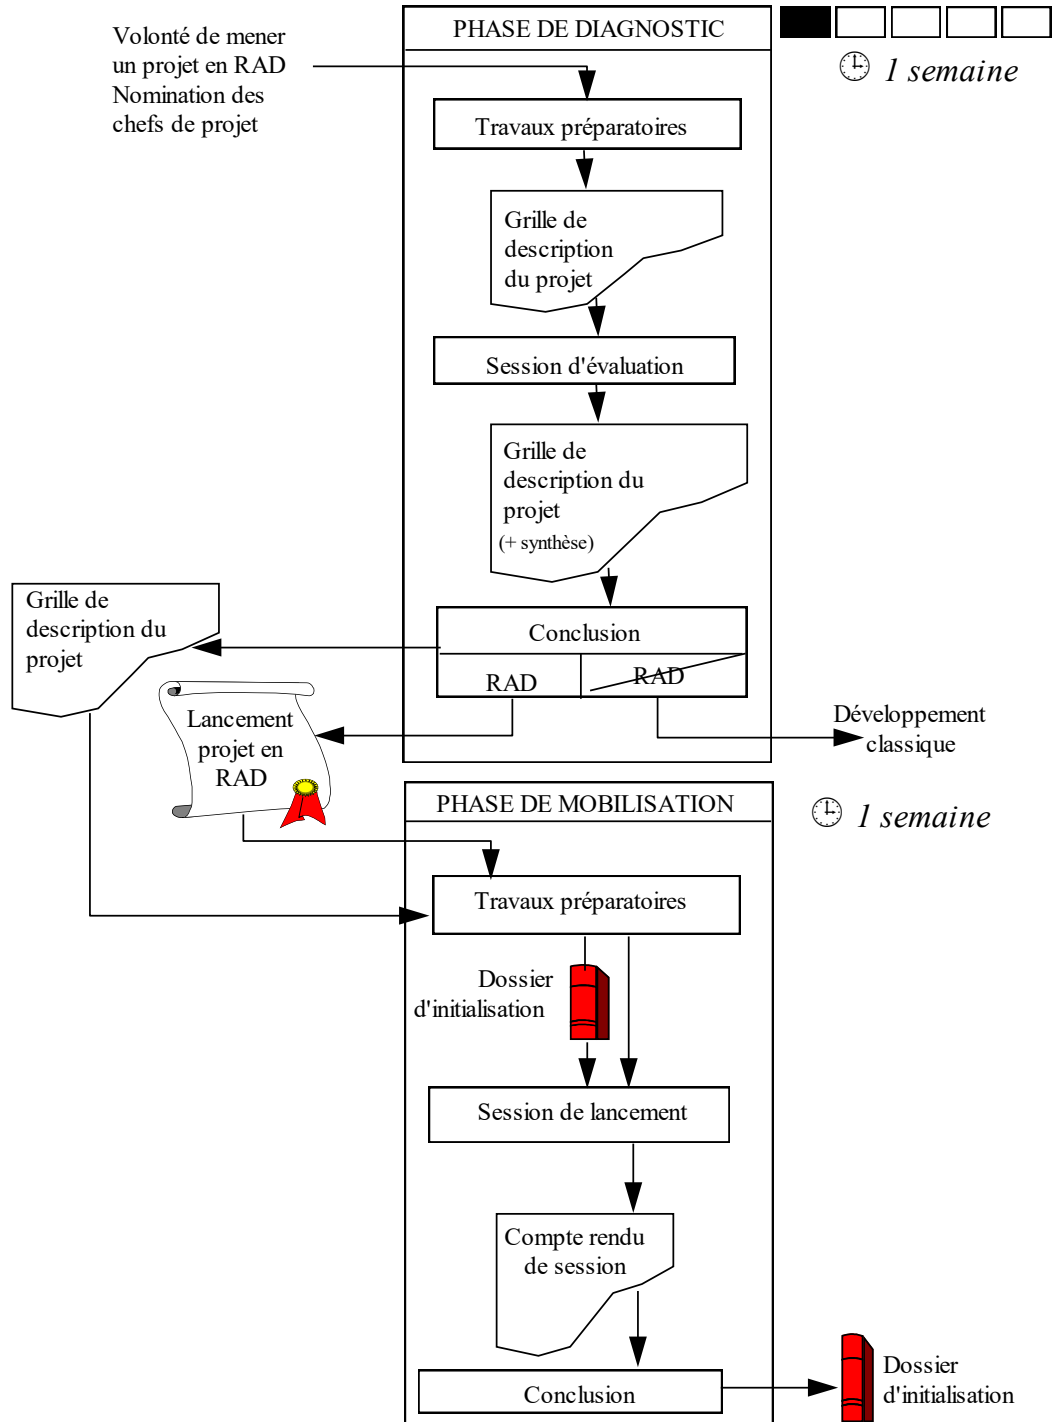 PHASE DE DIAGNOSTIC
Volonté de mener
un projet en RAD
Nomination des
chefs de projet
1 semaine
Travaux préparatoires
Grille de
description
du projet
Session d'évaluation
Grille de
description du
projet
(+ synthèse)
Conclusion
RAD
RAD
Grille de
description du
projet
Lancement
projet en
RAD
Développement
classique
PHASE DE MOBILISATION
1 semaine
Travaux préparatoires
Dossier
d'initialisation
Session de lancement
Compte rendu
de session
Conclusion
Dossier
d'initialisation